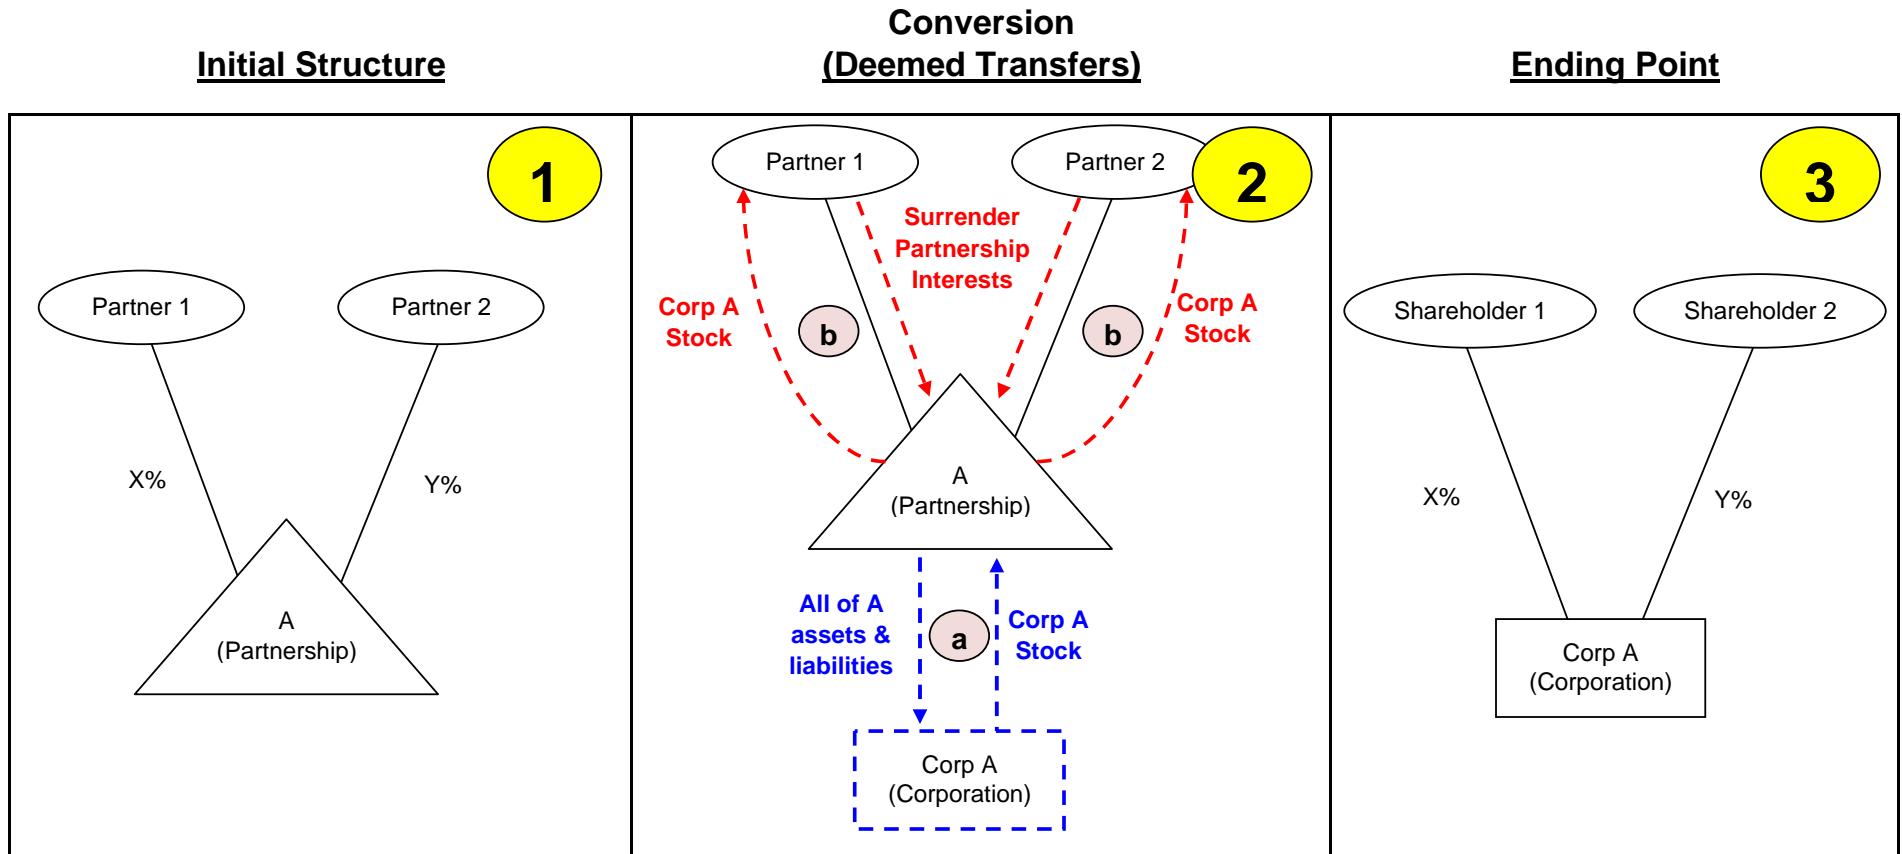 Initial Structure
Conversion
(Deemed Transfers)
Ending Point
1
Partner 1
Partner 2
X%
Y%
A
(Partnership)
2
Partner 1
Partner 2
Surrender
Partnership
Interests
Corp A
Stock
b
b
Corp A
Stock
A
(Partnership)
All of A
assets &
liabilities
a
Corp A
Stock
Corp A
(Corporation)
3
Shareholder 1
Shareholder 2
X%
Y%
Corp A
(Corporation)